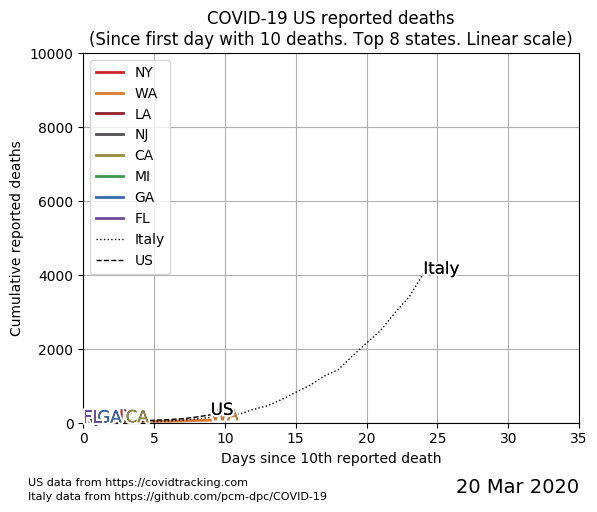 COVID-19 US reported deaths
(Since first day with 10 deaths. Top 8 states. Linear scale)
10000
8000
6000
4000
2000
0
Cumulative reported deaths
NY
WA
LA
NJ
CA
MI
GA
FL
Italy
US
Italy
US
FL
GA
CA
0 5 10 15 20 25 30 35
Days since 10th reported death
US data from https://covidtracking.com
Italy data from https://github.com/pcm-dpc/COVID-19
20 Mar 2020